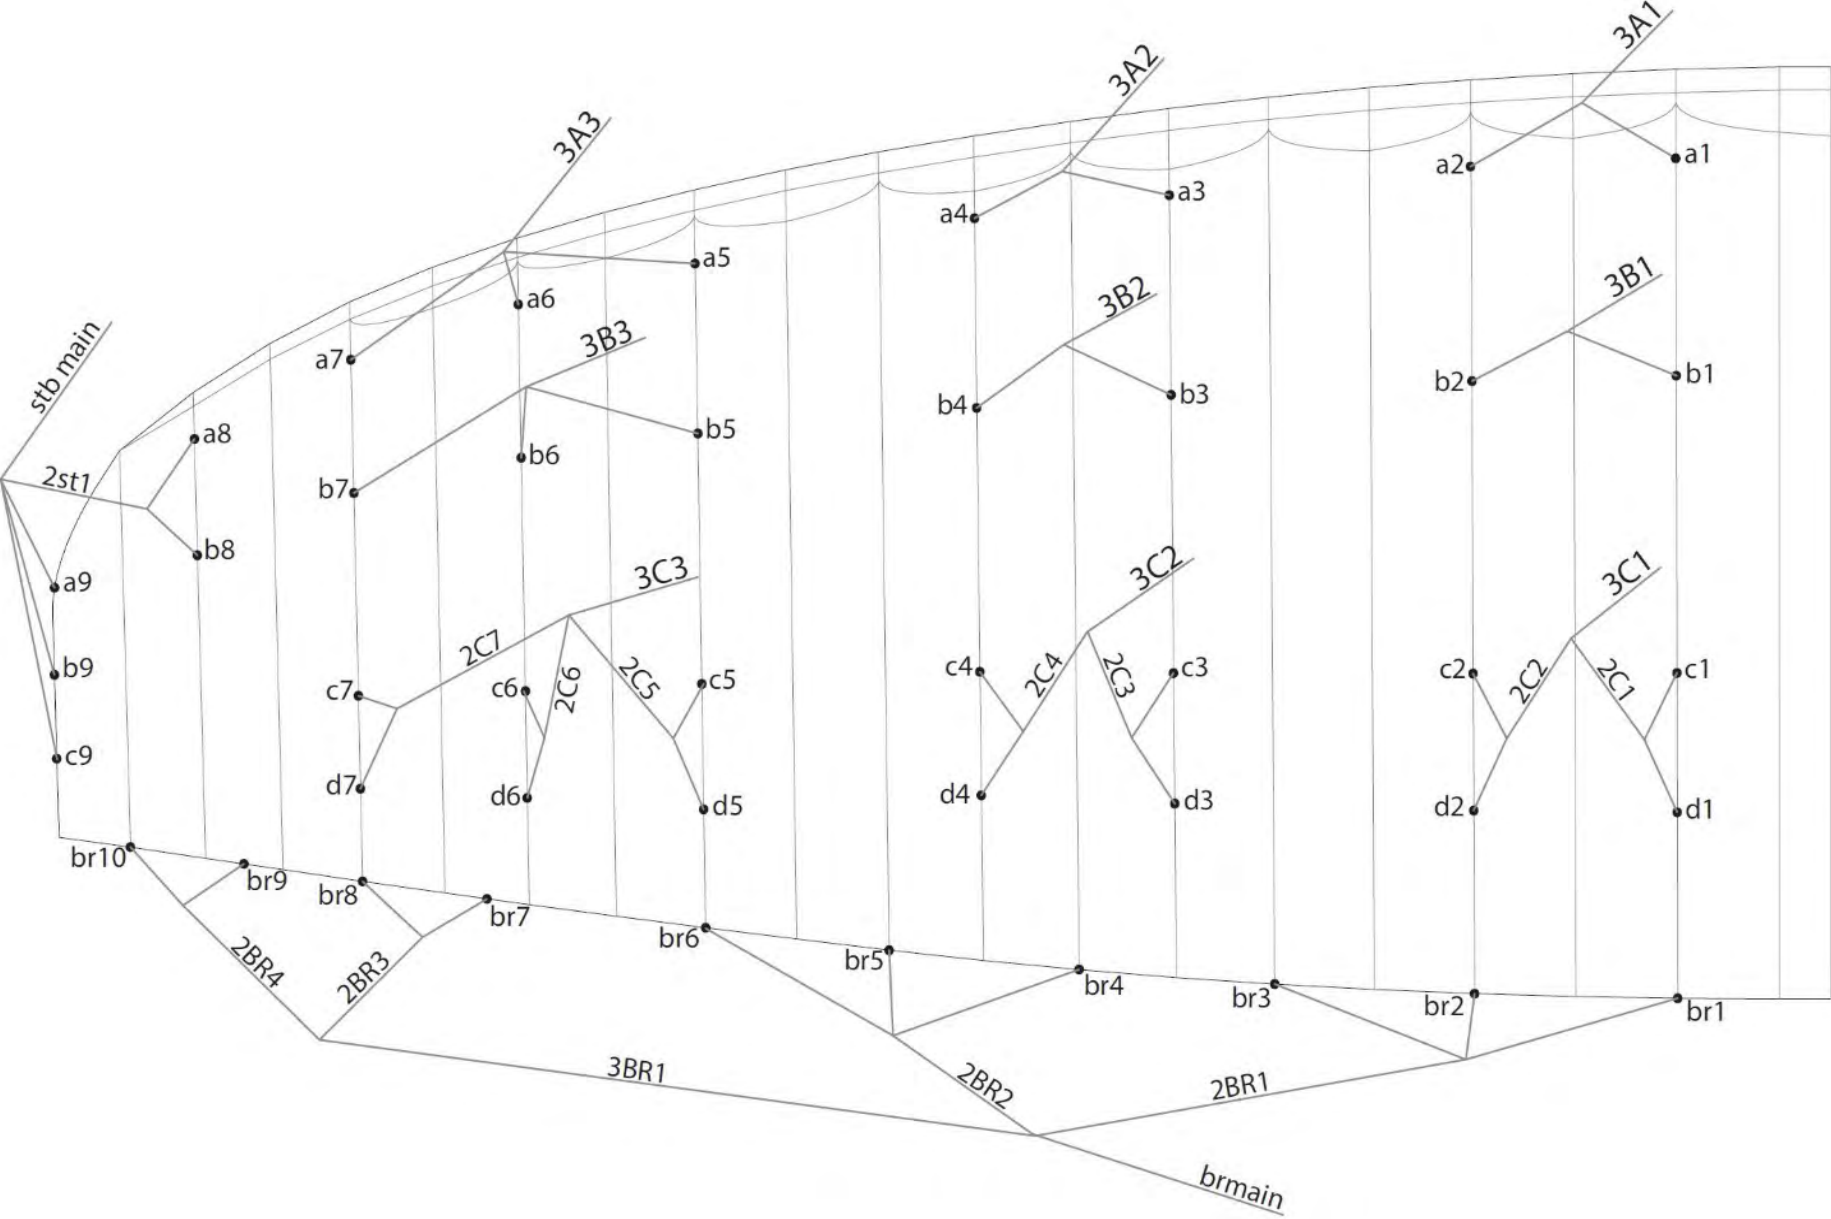 3A1
3A2
3A3
a1
a2
a3
a4
a5
a6
a7
3B1
3B2
3B3
stb main
b1
b2
b3
b4
b5
b6
b7
a8
2st1
b8
a9
b9
c9
3C3
3C2
3C1
2C7
2C6
2C5
2C4
2C3
2C2
2C1
c7
c6
c5
c4
c3
c2
c1
d7
d6
d5
d4
d3
d2
d1
br10
br9
br8
br7
br6
br5
br4
br3
br2
br1
2BR4
2BR3
3BR1
2BR2
2BR1
brmain